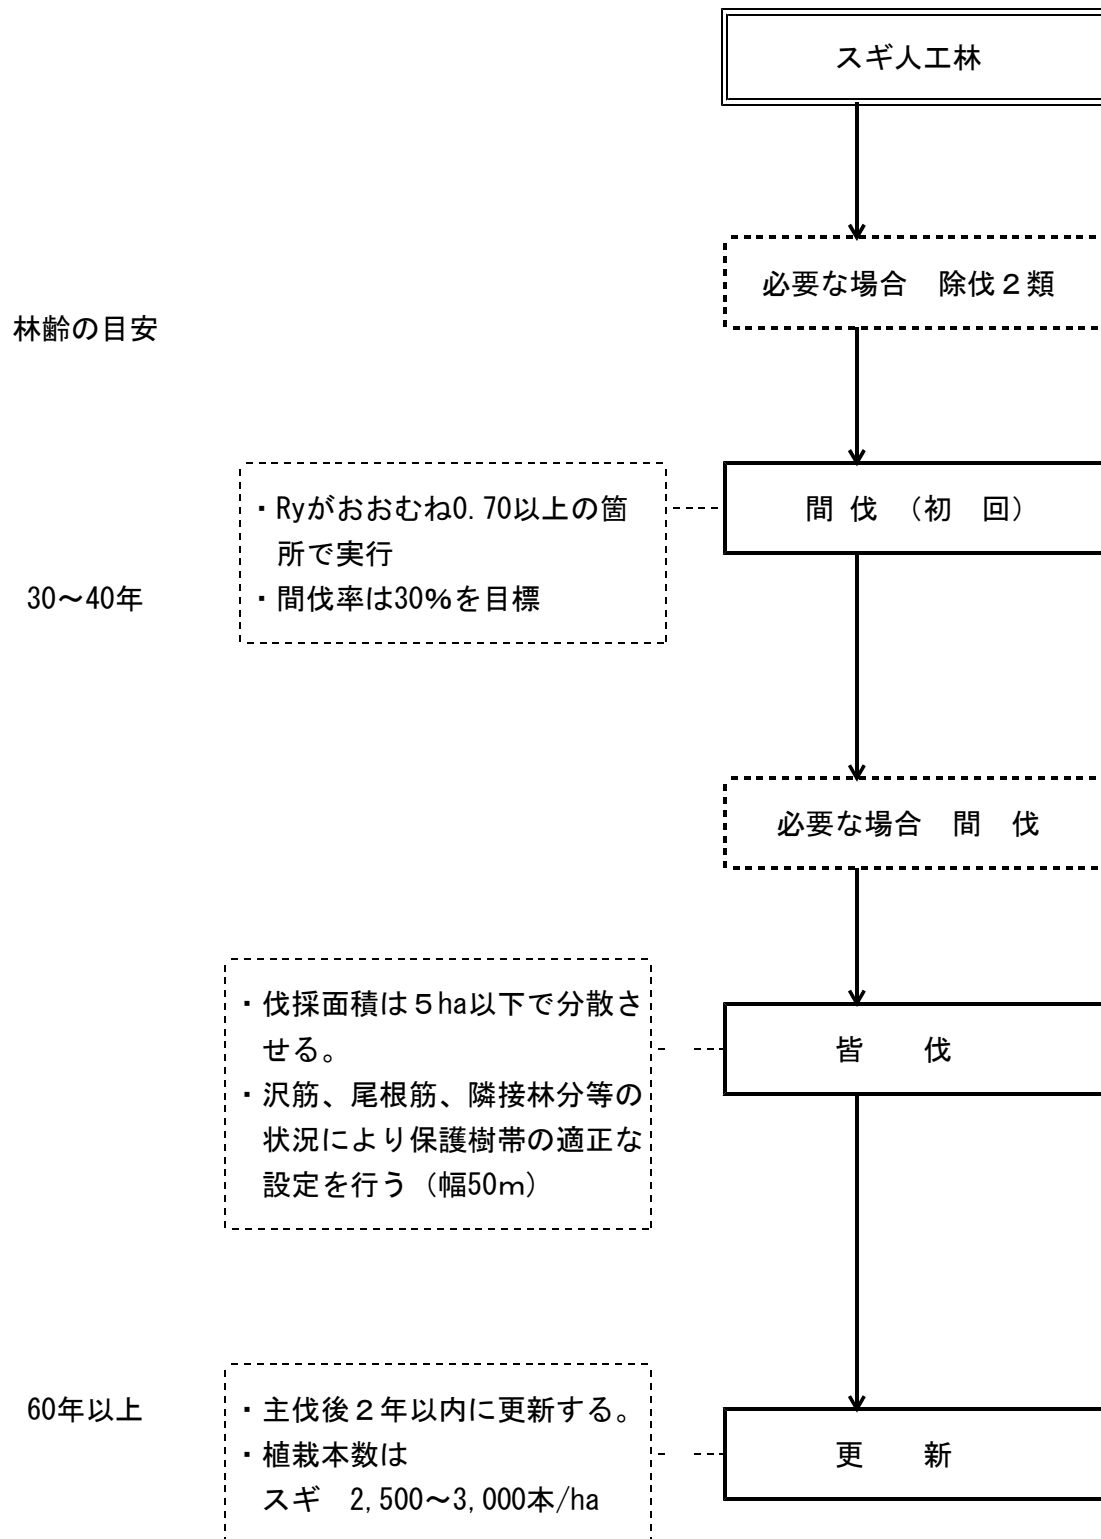 スギ人工林
必要な場合　除伐２類
林齢の目安
・Ryがおおむね0.70以上の箇
所で実行
・間伐率は30%を目標
間 伐 （初　回）
30～40年
必要な場合　間　伐
・伐採面積は５ha以下で分散さ
せる。
・沢筋、尾根筋、隣接林分等の
状況により保護樹帯の適正な
設定を行う（幅50ｍ）
皆　　伐
60年以上
・主伐後２年以内に更新する。
・植栽本数は
スギ　2,500～3,000本/ha
更　　新